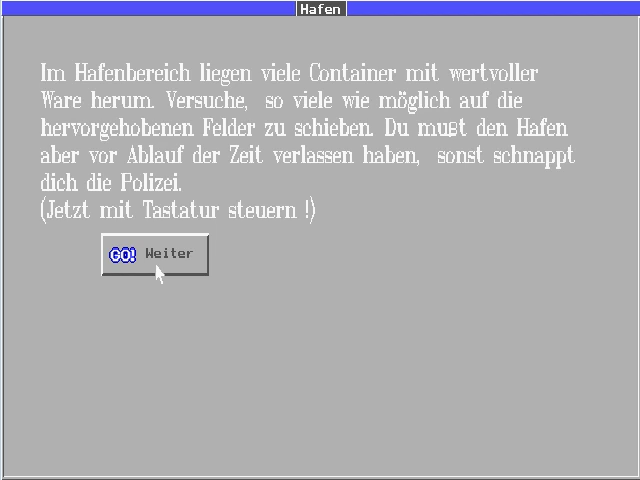 Hafen
Im Hafenbereich liegen viele Container mit wertvoller
Ware herum. Versuche, so viele wie möglich auf die
hervorgehobenen Felder zu schieben. Du mußt den Hafen
aber vor Ablauf der Zeit verlassen haben, sonst schnappt
dich die Polizei.
(Jetzt mit Tastatur steuern !)
GO! Weiter